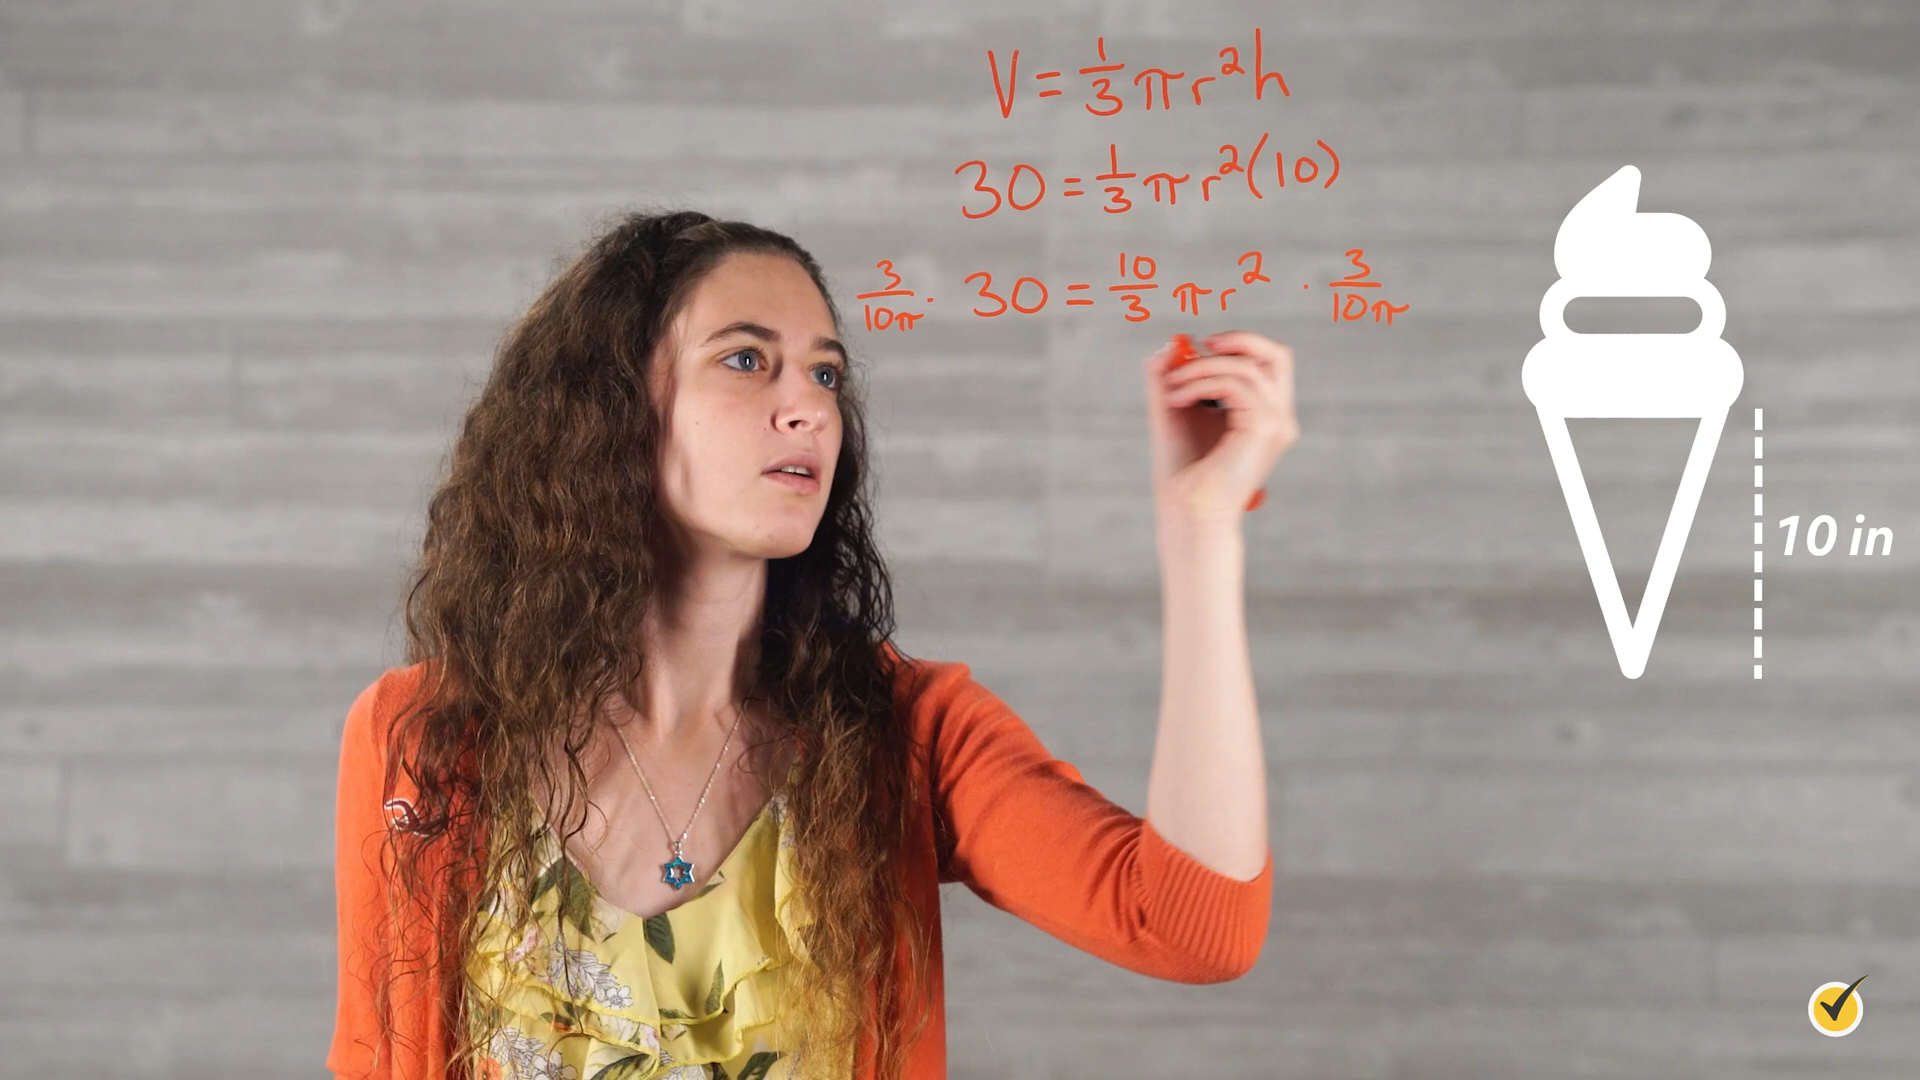 V = 1/3 πr²h
30 = 1/3 πr²(10)
3/10π · 30 = 10/3 πr² · 3/10π
10 in